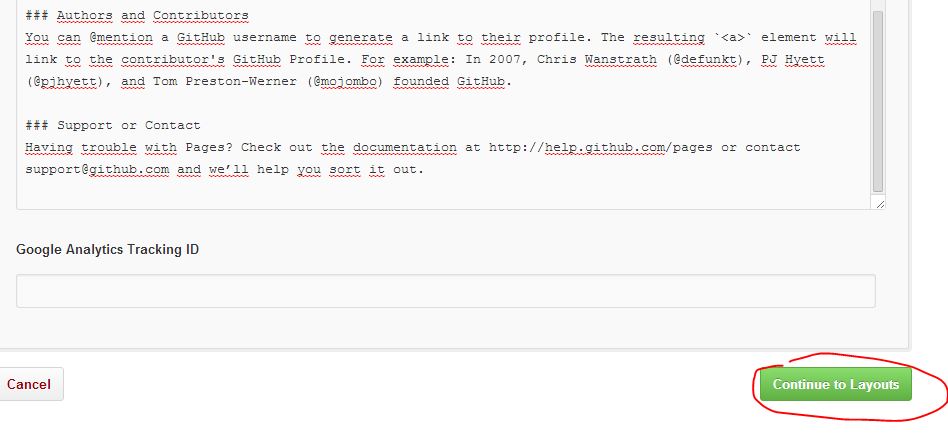 ### Authors and Contributors
You can @mention a GitHub username to generate a link to their profile. The resulting `<a>` element will
link to the contributor's GitHub Profile. For example: In 2007, Chris Wanstrath (@defunkt), PJ Hyett
(@pjhyett), and Tom Preston-Werner (@mojombo) founded GitHub.
### Support or Contact
Having trouble with Pages? Check out the documentation at http://help.github.com/pages or contact
support@github.com and we’ll help you sort it out.
Google Analytics Tracking ID
Cancel
Continue to Layouts